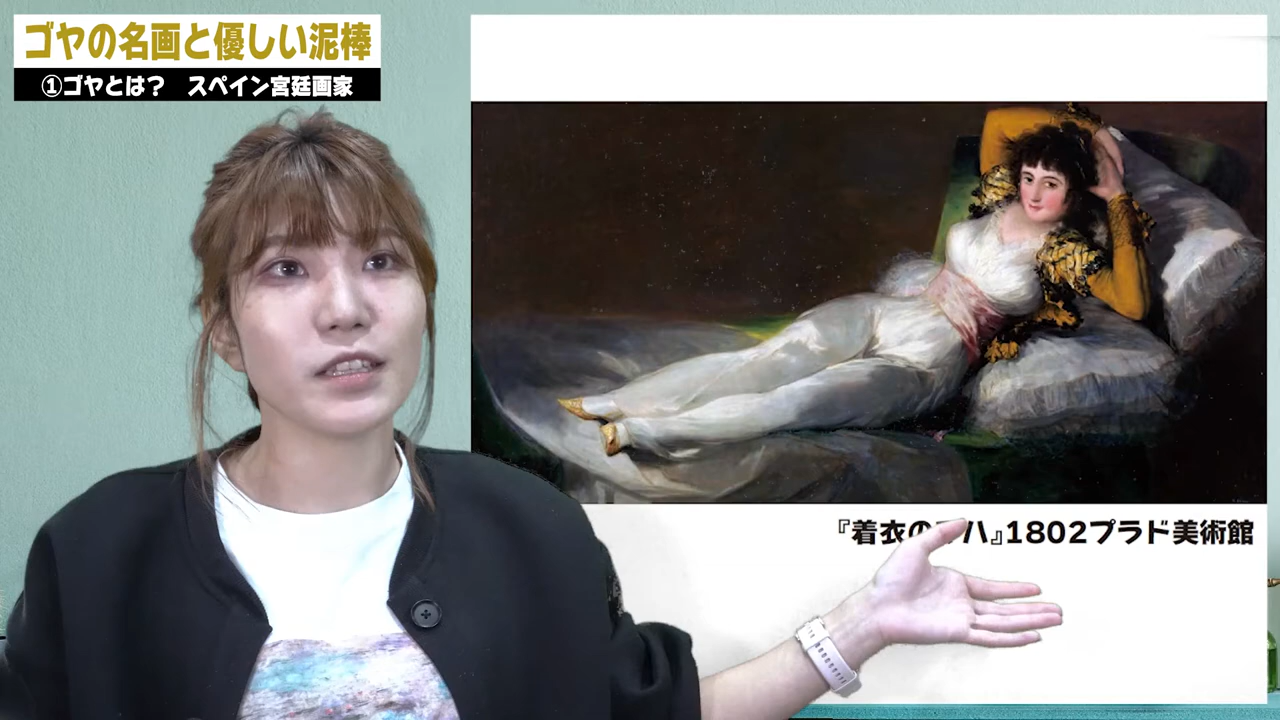 ゴヤの名画と優しい泥棒
①ゴヤとは？　スペイン宮廷画家
『着衣のマハ』1802プラド美術館